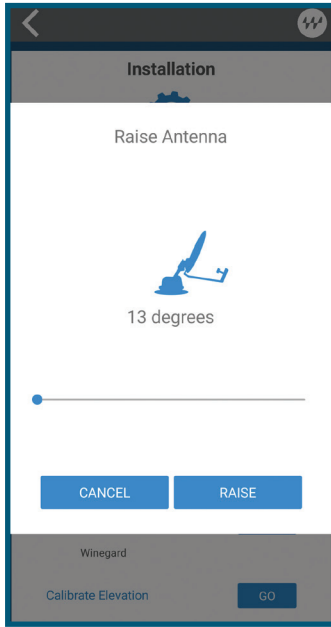 Installation
Raise Antenna
13 degrees
CANCEL RAISE
Winegard
Calibrate Elevation GO